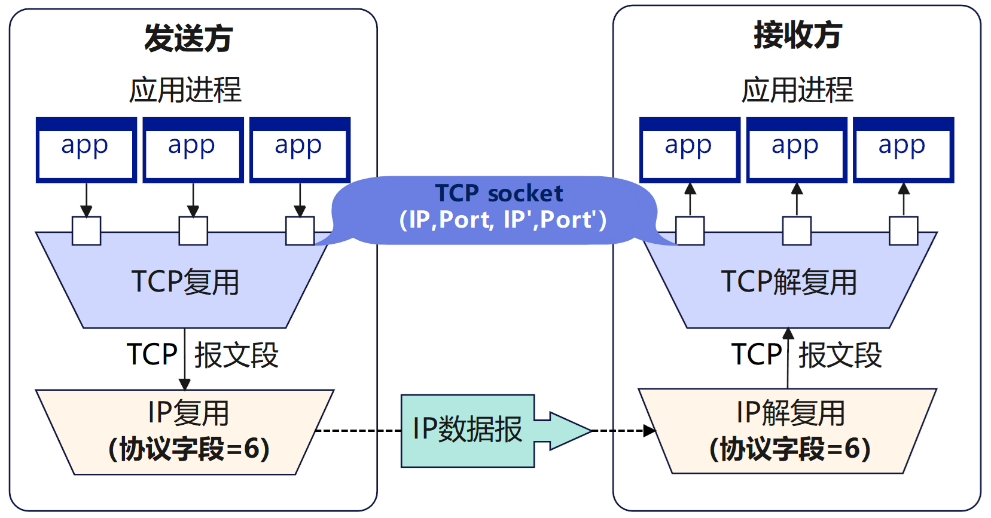 发送方
应用进程
app
app
app
TCP复用
TCP 报文段
IP复用
(协议字段=6)
TCP socket
(IP,Port, IP',Port')
IP数据报
接收方
应用进程
app
app
app
TCP解复用
TCP 报文段
IP解复用
(协议字段=6)